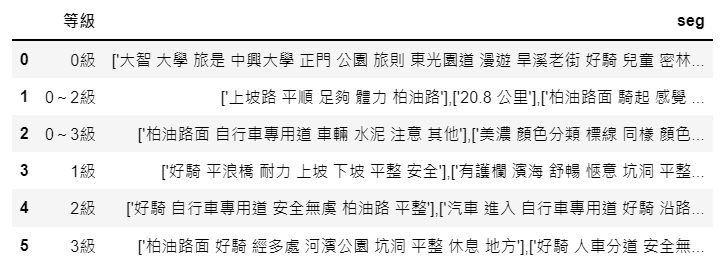 等級 seg
0 0級 ['大智 大學 旅是 中興大學 正門 公園 旅則 東光園道 漫遊 旱溪老街 好騎 兒童 密林...
1 0~2級 ['上坡路 平順 足夠 體力 柏油路'],['20.8 公里'],['柏油路面 騎起 感覺 ...
2 0~3級 ['柏油路面 自行車專用道 車輛 水泥 注意 其他'],['美濃 顏色分類 標線 同樣 顏色...
3 1級 ['好騎 平浪橋 耐力 上坡 下坡 平整 安全'],['有護欄 濱海 舒暢 愜意 坑洞 平整...
4 2級 ['好騎 自行車專用道 安全無虞 柏油路 平整'],['汽車 進入 自行車專用道 好騎 沿路...
5 3級 ['柏油路面 好騎 經多處 河濱公園 坑洞 平整 休息 地方'],['好騎 人車分道 安全無...